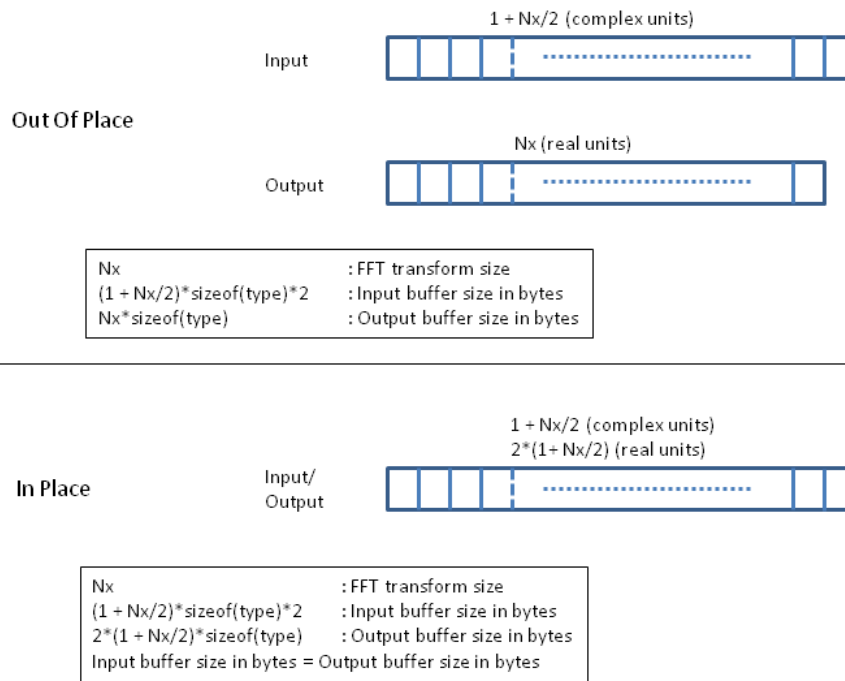 1 + Nx/2 (complex units)
Input
Out Of Place
Nx (real units)
Output
Nx : FFT transform size
(1 + Nx/2)*sizeof(type)*2 : Input buffer size in bytes
Nx*sizeof(type) : Output buffer size in bytes
1 + Nx/2 (complex units)
2*(1+ Nx/2) (real units)
In Place
Input/
Output
Nx : FFT transform size
(1 + Nx/2)*sizeof(type)*2 : Input buffer size in bytes
2*(1 + Nx/2)*sizeof(type) : Output buffer size in bytes
Input buffer size in bytes = Output buffer size in bytes